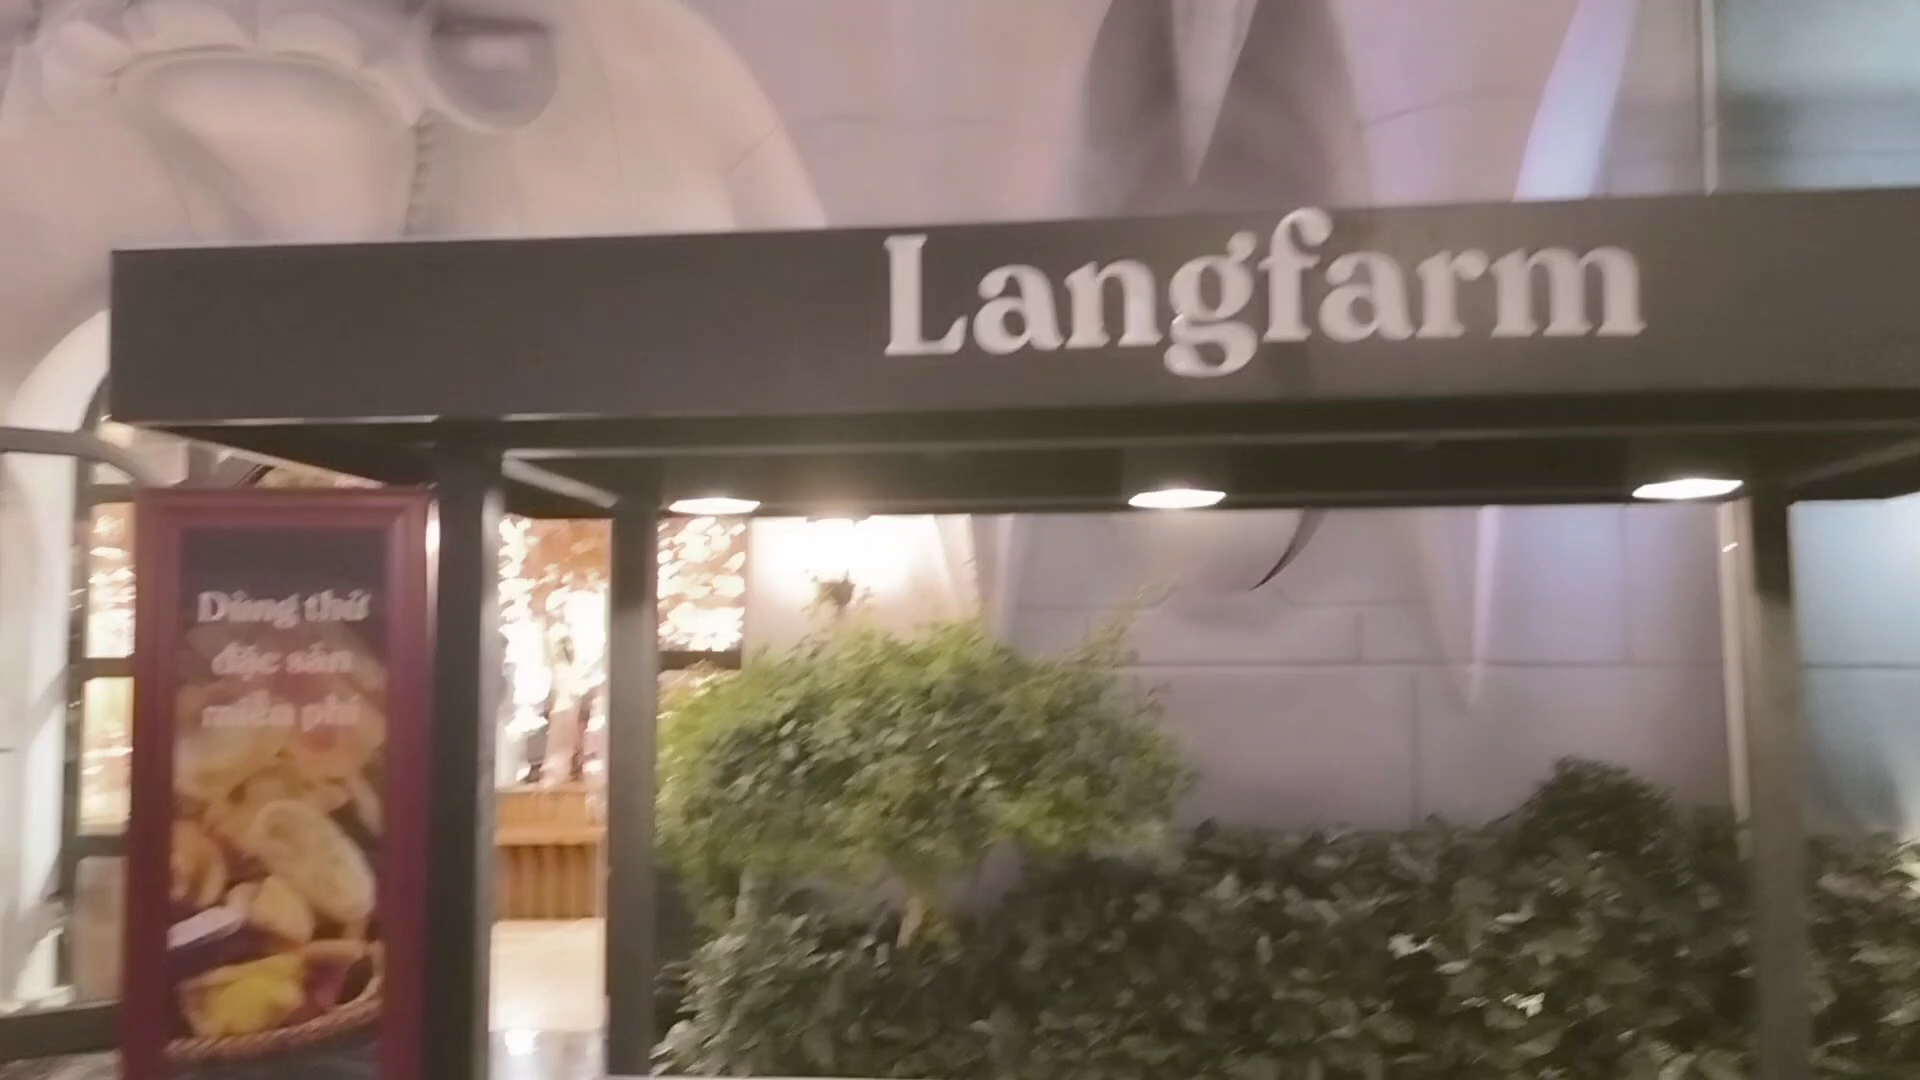 Langfarm
Dùng thử
đặc sản
miễn phí